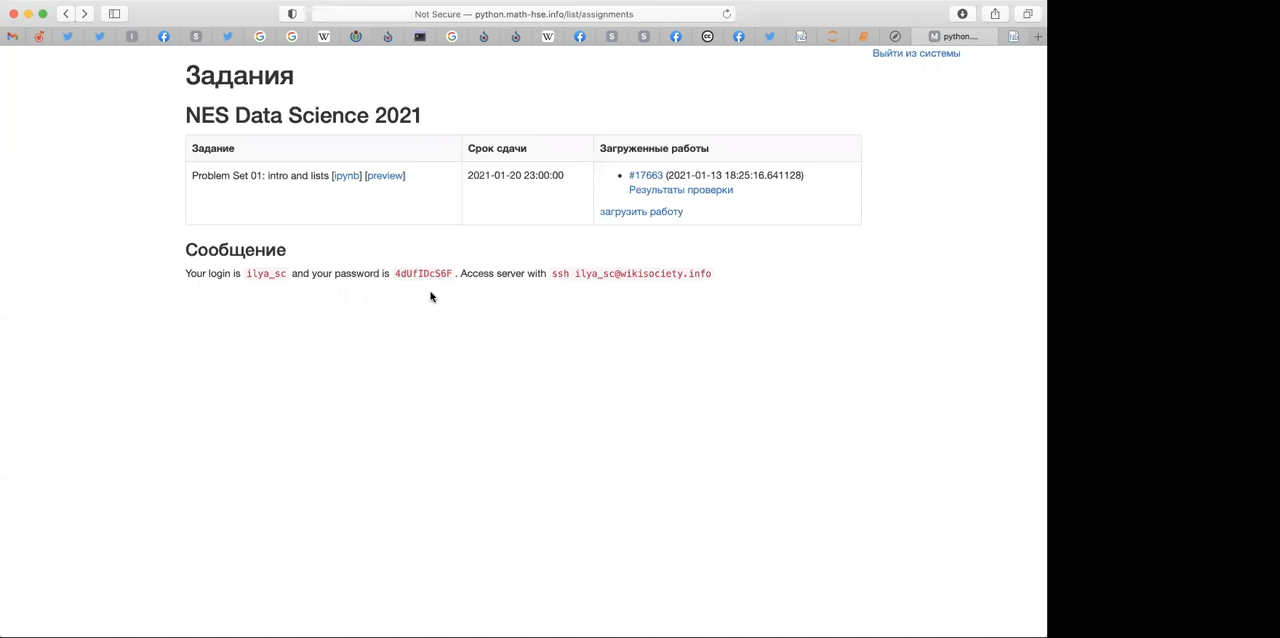 Not Secure — python.math-hse.info/list/assignments
python....
Выйти из системы
Задания
NES Data Science 2021
Задание Срок сдачи Загруженные работы
Problem Set 01: intro and lists [ipynb] [preview] 2021-01-20 23:00:00 • #17663 (2021-01-13 18:25:16.641128)
Результаты проверки
загрузить работу
Сообщение
Your login is ilya_sc and your password is 4dUfIDcS6F. Access server with ssh ilya_sc@wikisociety.info